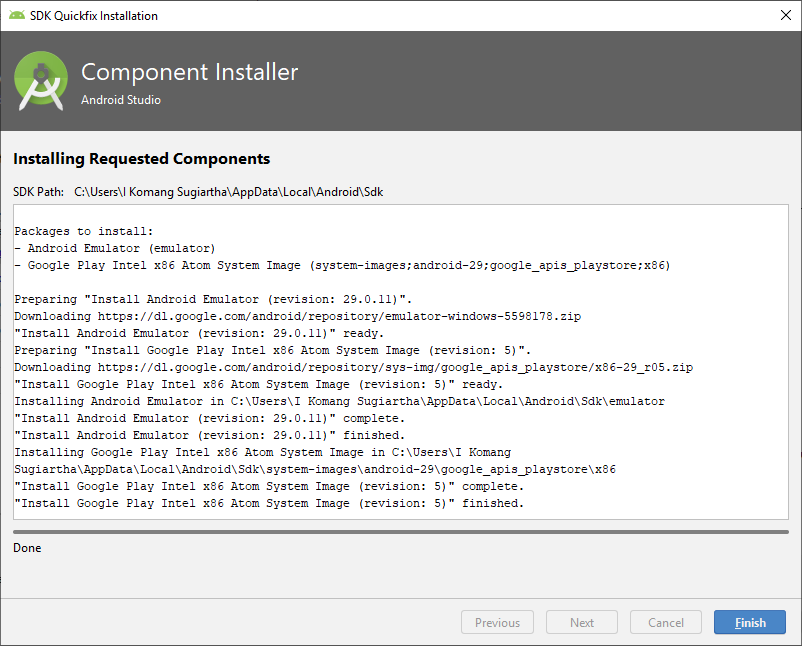 SDK Quickfix Installation
Component Installer
Android Studio
Installing Requested Components
SDK Path: C:\Users\I Komang Sugiartha\AppData\Local\Android\Sdk
Packages to install:
- Android Emulator (emulator)
- Google Play Intel x86 Atom System Image (system-images;android-29;google_apis_playstore;x86)
Preparing "Install Android Emulator (revision: 29.0.11)".
Downloading https://dl.google.com/android/repository/emulator-windows-5598178.zip
"Install Android Emulator (revision: 29.0.11)" ready.
Preparing "Install Google Play Intel x86 Atom System Image (revision: 5)".
Downloading https://dl.google.com/android/repository/sys-img/google_apis_playstore/x86-29_r05.zip
"Install Google Play Intel x86 Atom System Image (revision: 5)" ready.
Installing Android Emulator in C:\Users\I Komang Sugiartha\AppData\Local\Android\Sdk\emulator
"Install Android Emulator (revision: 29.0.11)" complete.
"Install Android Emulator (revision: 29.0.11)" finished.
Installing Google Play Intel x86 Atom System Image in C:\Users\I Komang
Sugiartha\AppData\Local\Android\Sdk\system-images\android-29\google_apis_playstore\x86
"Install Google Play Intel x86 Atom System Image (revision: 5)" complete.
"Install Google Play Intel x86 Atom System Image (revision: 5)" finished.
Done
Previous Next Cancel Finish